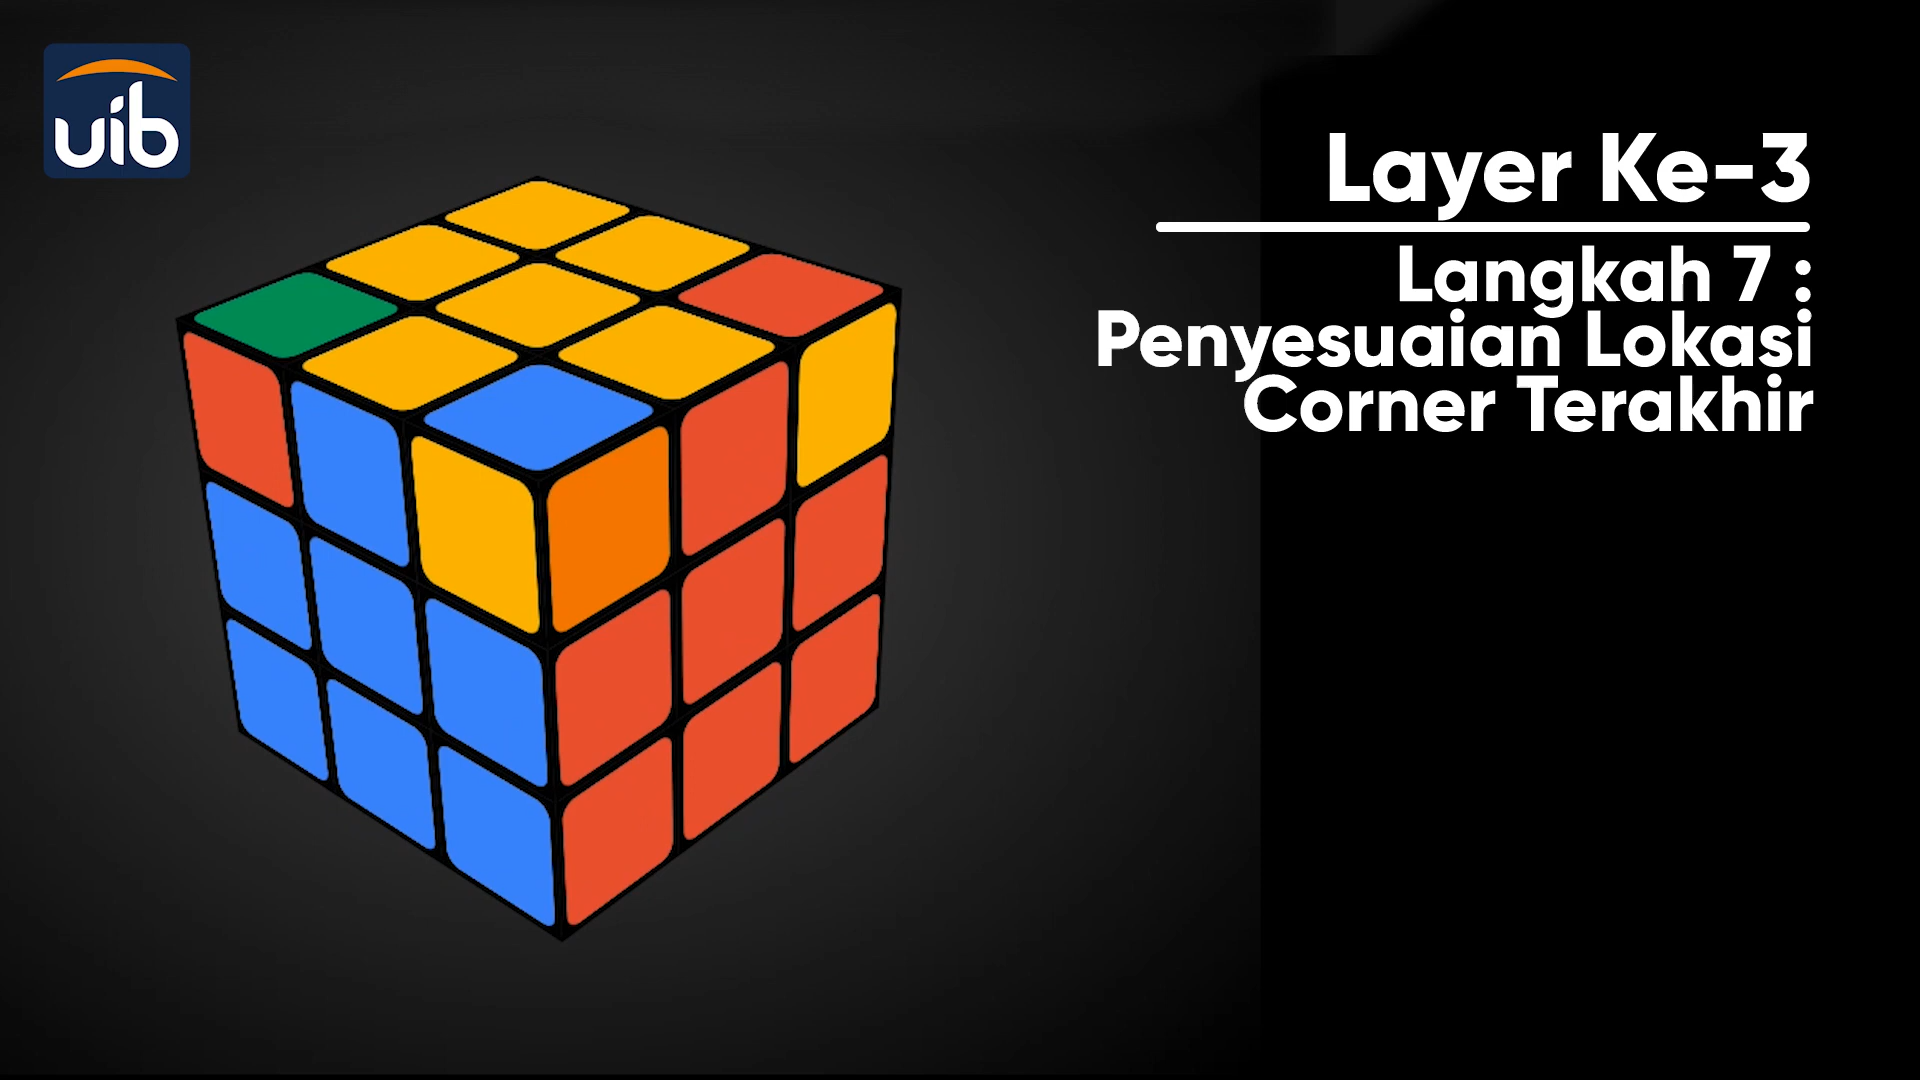 uib
Layer Ke-3
Langkah 7 :
Penyesuaian Lokasi
Corner Terakhir